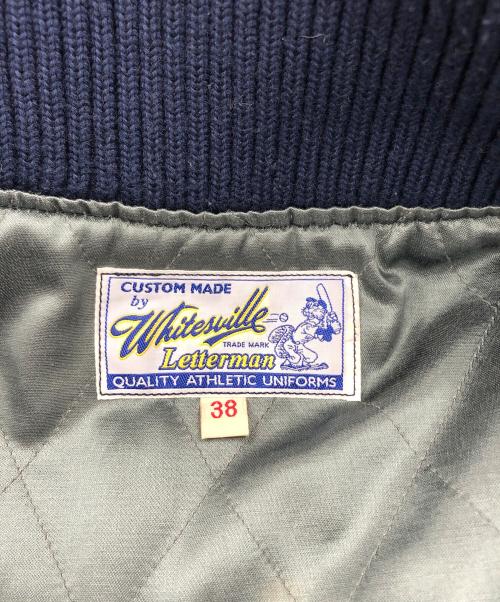 CUSTOM MADE
by
Whitesville
TRADE MARK
Letterman
QUALITY ATHLETIC UNIFORMS
38